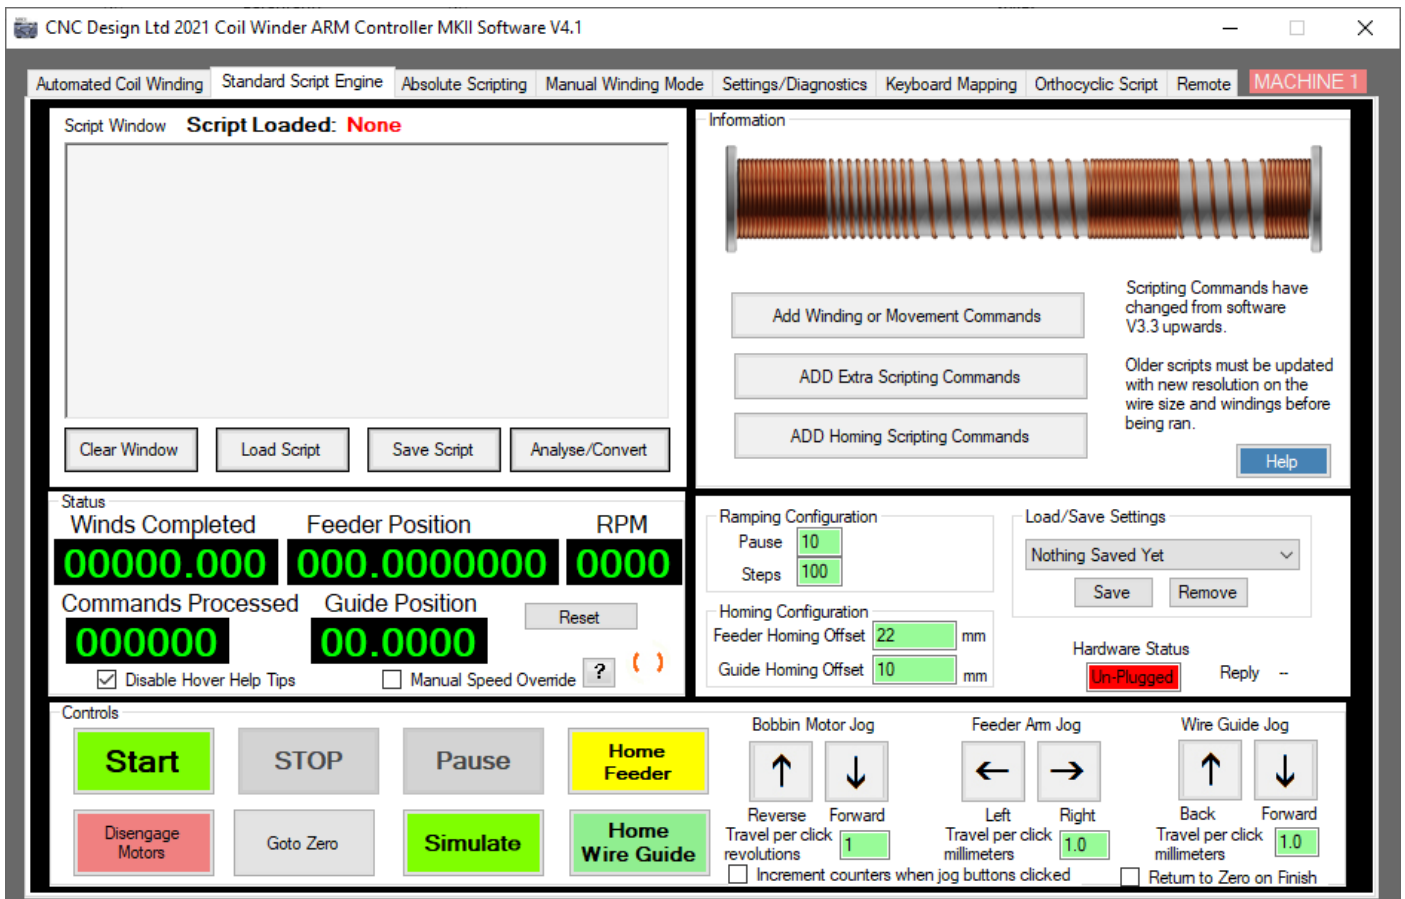 CNC Design Ltd 2021 Coil Winder ARM Controller MKII Software V4.1
Automated Coil Winding Standard Script Engine Absolute Scripting Manual Winding Mode Settings/Diagnostics Keyboard Mapping Orthocyclic Script Remote MACHINE 1
Script Window Script Loaded: None
Clear Window Load Script Save Script Analyse/Convert
Information
Add Winding or Movement Commands
ADD Extra Scripting Commands
ADD Homing Scripting Commands
Scripting Commands have
changed from software
V3.3 upwards.
Older scripts must be updated
with new resolution on the
wire size and windings before
being ran.
Help
Status
Winds Completed Feeder Position RPM
00000.000 000.0000000 0000
Commands Processed Guide Position
000000 00.0000
Reset
Disable Hover Help Tips Manual Speed Override ?
Ramping Configuration
Pause 10
Steps 100
Homing Configuration
Feeder Homing Offset 22 mm
Guide Homing Offset 10 mm
Load/Save Settings
Nothing Saved Yet
Save Remove
Hardware Status
Un-Plugged Reply --
Controls
Start STOP Pause Home
Feeder
Disengage
Motors
Goto Zero
Simulate
Home
Wire Guide
Bobbin Motor Jog
↑ ↓
Reverse Forward
Travel per click
revolutions 1
Feeder Arm Jog
← →
Left Right
Travel per click
millimeters 1.0
Wire Guide Jog
↑ ↓
Back Forward
Travel per click
millimeters 1.0
Increment counters when jog buttons clicked
Return to Zero on Finish